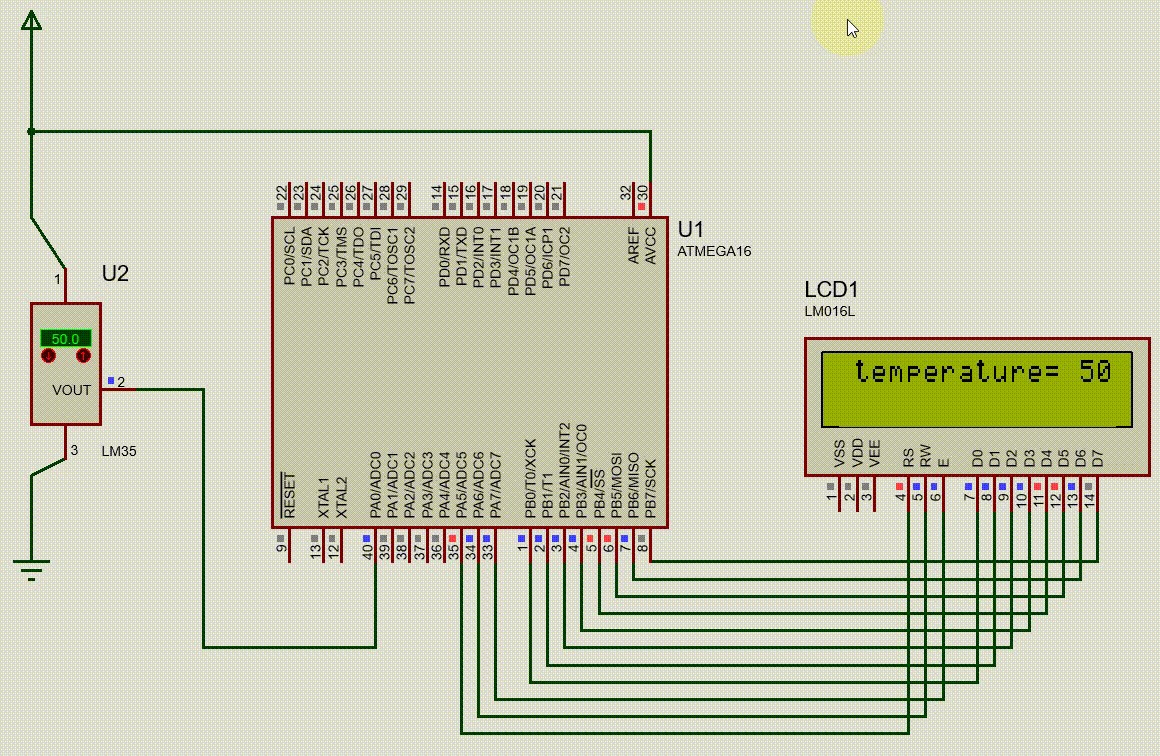 22 23 24 25 26 27 28 29 14 15 16 17 18 19 20 21 32 30
PC0/SCL
PC1/SDA
PC2/TCK
PC3/TMS
PC4/TDO
PC5/TDI
PC6/TOSC1
PC7/TOSC2
PD0/RXD
PD1/TXD
PD2/INT0
PD3/INT1
PD4/OC1B
PD5/OC1A
PD6/ICP1
PD7/OC2
AREF
AVCC
U1
ATMEGA16
U2
1
50.0
VOUT
2
3
LM35
RESET
XTAL1
XTAL2
PA0/ADC0
PA1/ADC1
PA2/ADC2
PA3/ADC3
PA4/ADC4
PA5/ADC5
PA6/ADC6
PA7/ADC7
PB0/T0/XCK
PB1/T1
PB2/AIN0/INT2
PB3/AIN1/OC0
PB4/SS
PB5/MOSI
PB6/MISO
PB7/SCK
9 13 12 40 39 38 37 36 35 34 33 1 2 3 4 5 6 7 8
LCD1
LM016L
temperature= 50
VSS
VDD
VEE
RS
RW
E
D0
D1
D2
D3
D4
D5
D6
D7
1 2 3 4 5 6 7 8 9 10 11 12 13 14